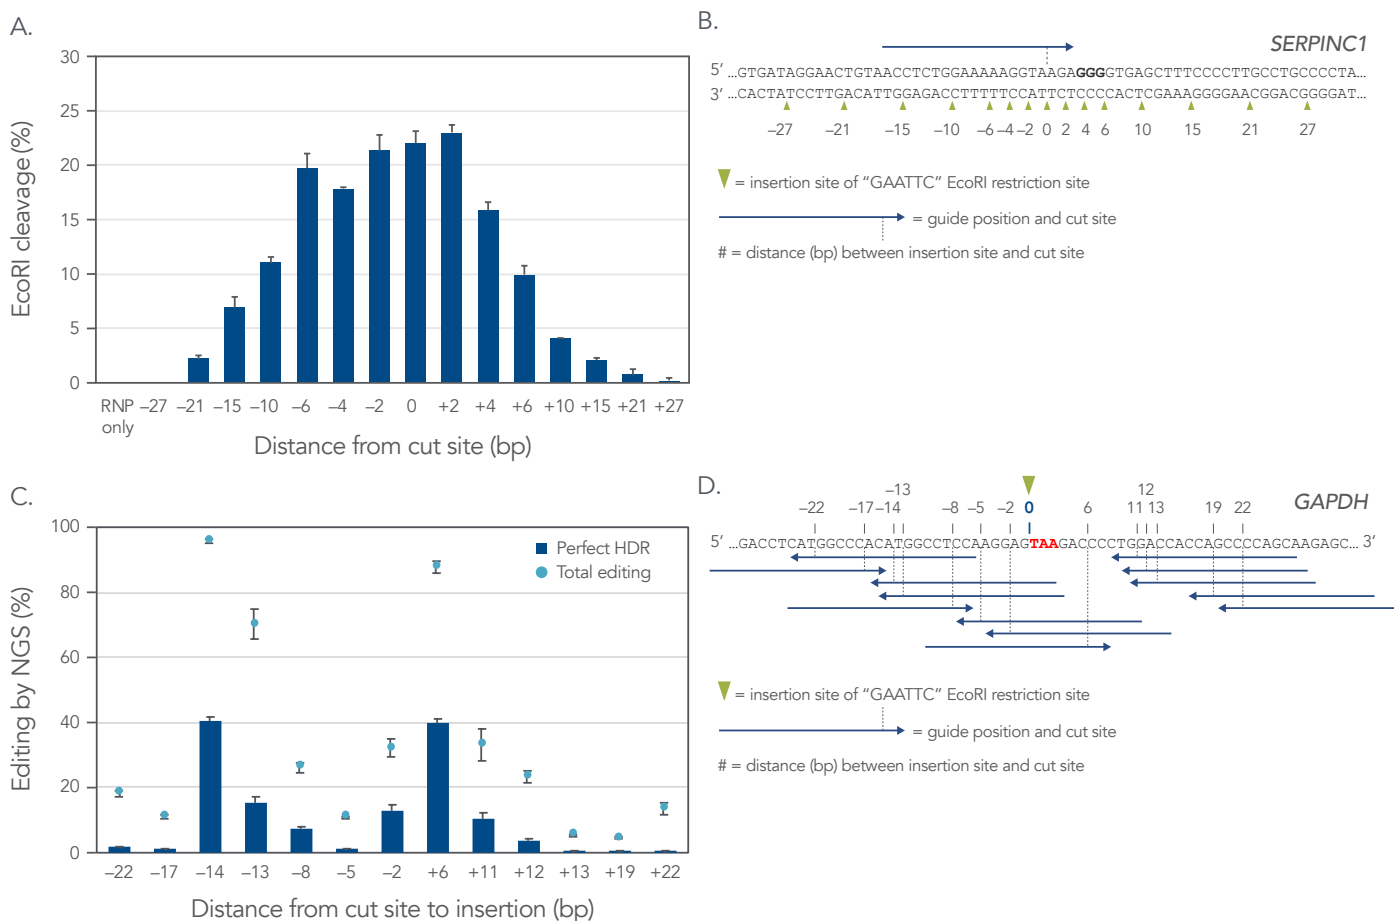 A.
30
25
20
15
10
5
0
EcoRI cleavage (%)
RNP only –27 –21 –15 –10 –6 –4 –2 0 +2 +4 +6 +10 +15 +21 +27
Distance from cut site (bp)
B.
SERPINC1
5′ ...GTGATAGGAACTGTAACCTCTGGAAAAAGGTAAGAGGGGTGAGCTTTCCCCTTGCCTGCCCCTA...
3′ ...CACTATCCTTGACATTGGAGACCTTTTTCCATTCTCCCCACTCGAAAGGGGAACGGACGGGGAT...
–27 –21 –15 –9 –6 –4 –2 0 2 4 6 10 15 21 27
= insertion site of “GAATTC” EcoRI restriction site
= guide position and cut site
# = distance (bp) between insertion site and cut site
C.
100
80
60
40
20
0
Editing by NGS (%)
Perfect HDR
Total editing
–22 –17 –14 –13 –8 –5 –2 +6 +11 +12 +13 +19 +22
Distance from cut site to insertion (bp)
D.
GAPDH
–13 12
–22 –17 –14 –8 –5 –2 0 6 11 13 19 22
5′ ...GACCTCATGGCCCACATGGCCTCCAAGGAGTAAGACCCCTGGACCACCAGCCCCAGCAAGAGC... 3′
= insertion site of “GAATTC” EcoRI restriction site
= guide position and cut site
# = distance (bp) between insertion site and cut site